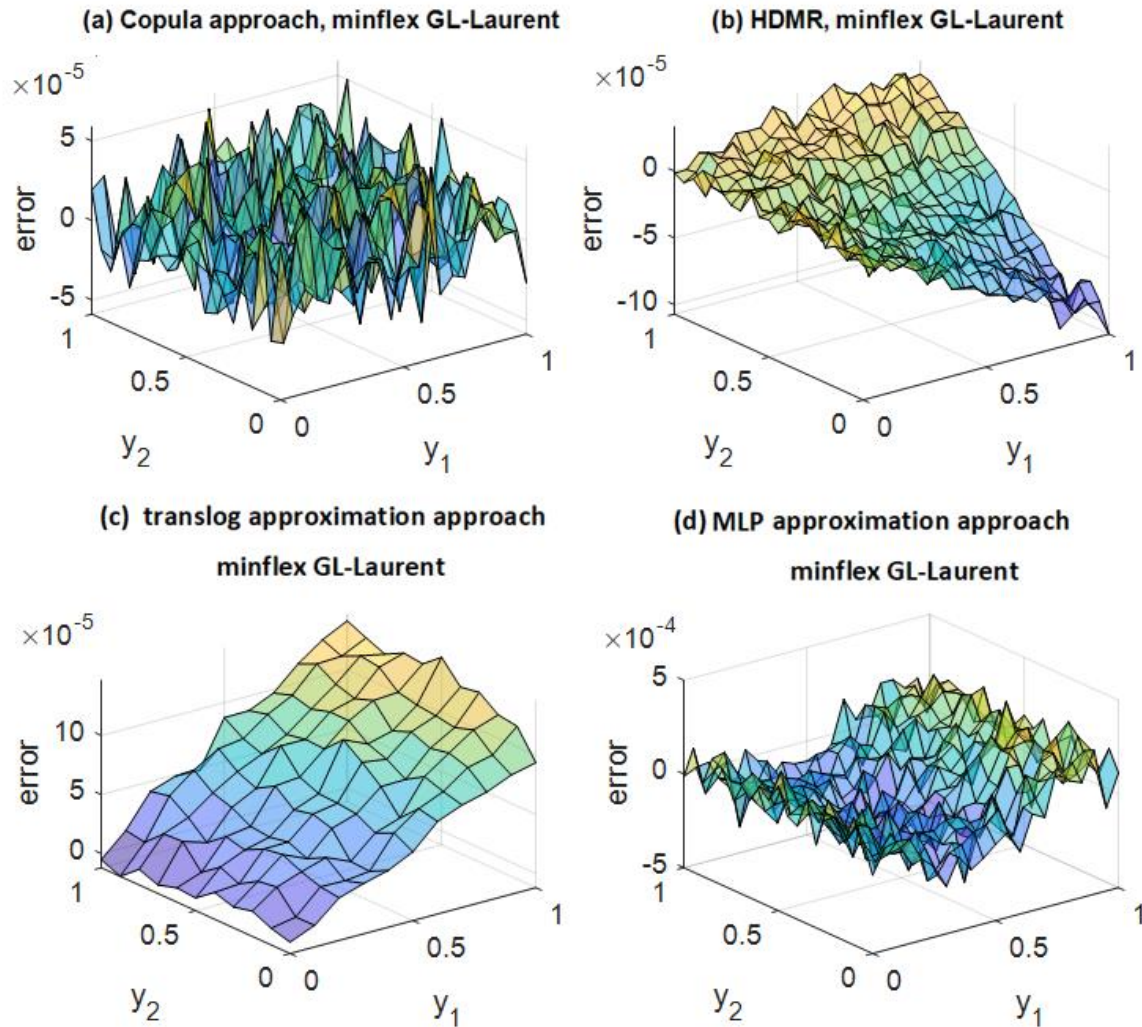 (a) Copula approach, minflex GL-Laurent
×10-5
5
0
-5
error
1
0.5
0
y2
0
0.5
1
y1
(b) HDMR, minflex GL-Laurent
×10-5
0
-5
-10
error
1
0.5
0
y2
0
0.5
1
y1
(c) translog approximation approach
minflex GL-Laurent
×10-5
10
5
0
error
1
0.5
0
y2
0
0.5
1
y1
(d) MLP approximation approach
minflex GL-Laurent
×10-4
5
0
-5
error
1
0.5
0
y2
0
0.5
1
y1